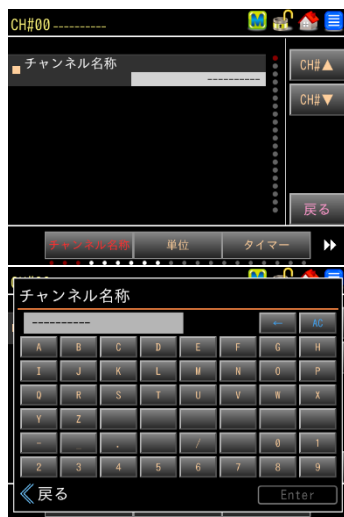 CH#00 ----------
M
チャンネル名称
----------
CH#▲
CH#▼
戻る
チャンネル名称 単位 タイマー
チャンネル名称
---------- ← AC
A B C D E F G H
I J K L M N O P
Q R S T U V W X
Y Z
- _ . / 0 1
2 3 4 5 6 7 8 9
戻る Enter